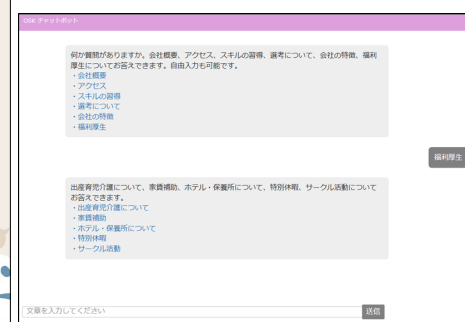 OSK チャットボット
何か質問がありますか。会社概要、アクセス、スキルの習得、選考について、会社の特徴、福利
厚生についてお答えできます。自由入力も可能です。
・会社概要
・アクセス
・スキルの習得
・選考について
・会社の特徴
・福利厚生
福利厚生
出産育児介護について、家賃補助、ホテル・保養所について、特別休暇、サークル活動について
お答えできます。
・出産育児介護について
・家賃補助
・ホテル・保養所について
・特別休暇
・サークル活動
文章を入力してください
送信